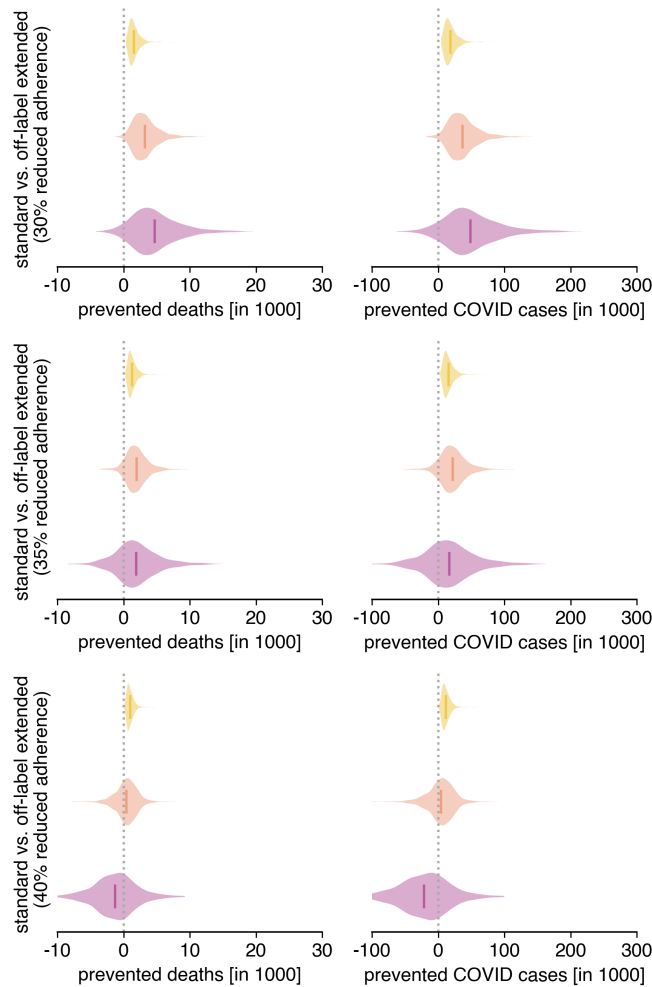 standard vs. off-label extended
(30% reduced adherence)
-10 0 10 20 30
prevented deaths [in 1000]
-100 0 100 200 300
prevented COVID cases [in 1000]
standard vs. off-label extended
(35% reduced adherence)
-10 0 10 20 30
prevented deaths [in 1000]
-100 0 100 200 300
prevented COVID cases [in 1000]
standard vs. off-label extended
(40% reduced adherence)
-10 0 10 20 30
prevented deaths [in 1000]
-100 0 100 200 300
prevented COVID cases [in 1000]